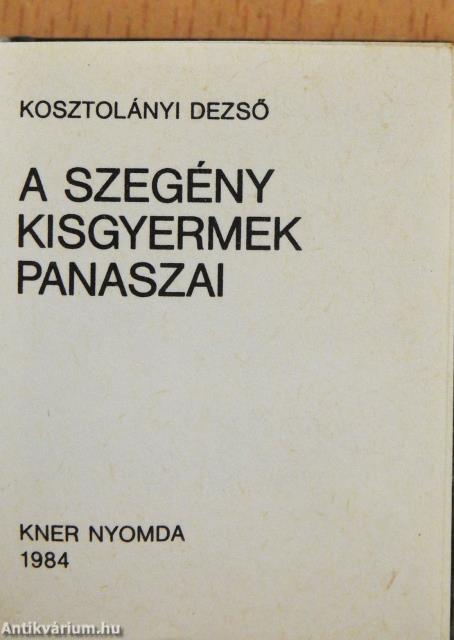 KOSZTOLÁNYI DEZSŐ
A SZEGÉNY
KISGYERMEK
PANASZAI
KNER NYOMDA
1984
Antikvárium.hu